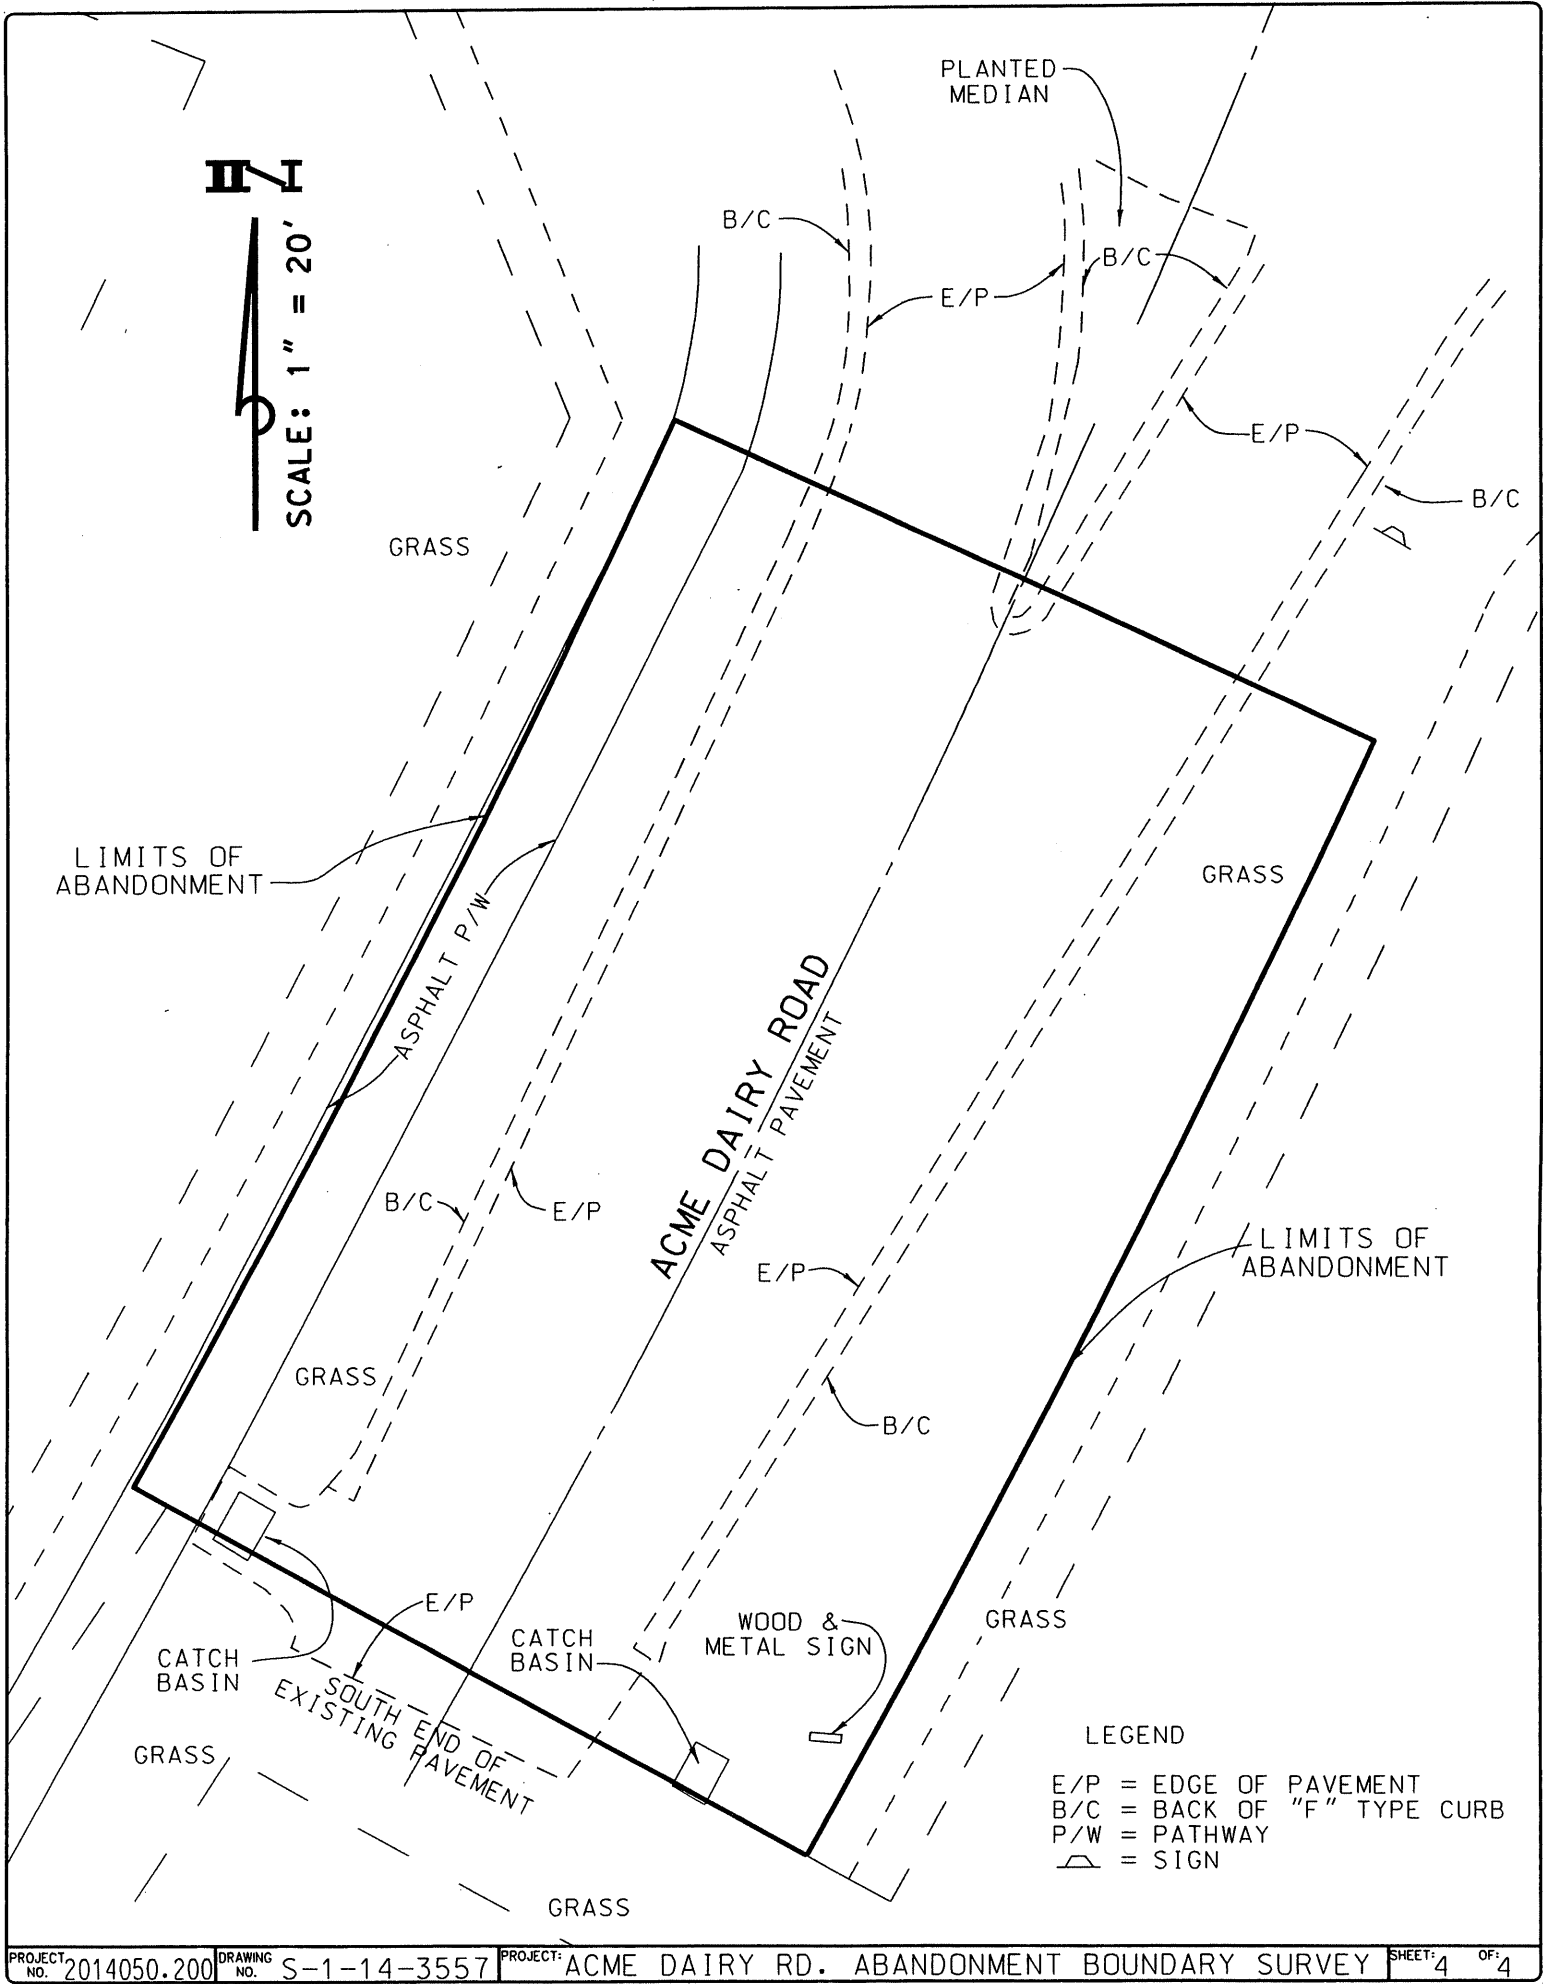 PLANTED
MEDIAN
N
SCALE: 1" = 20'
B/C
B/C
E/P
E/P
B/C
GRASS
LIMITS OF
ABANDONMENT
GRASS
ASPHALT P/W
ACME DAIRY ROAD
ASPHALT PAVEMENT
B/C
E/P
LIMITS OF
ABANDONMENT
E/P
GRASS
B/C
E/P
CATCH
BASIN
CATCH
BASIN
WOOD &
METAL SIGN
GRASS
SOUTH END OF
EXISTING PAVEMENT
GRASS
GRASS
LEGEND
E/P = EDGE OF PAVEMENT
B/C = BACK OF "F" TYPE CURB
P/W = PATHWAY
= SIGN
PROJECT NO. 2014050.200 DRAWING NO. S-1-14-3557 PROJECT: ACME DAIRY RD. ABANDONMENT BOUNDARY SURVEY SHEET: 4 OF: 4